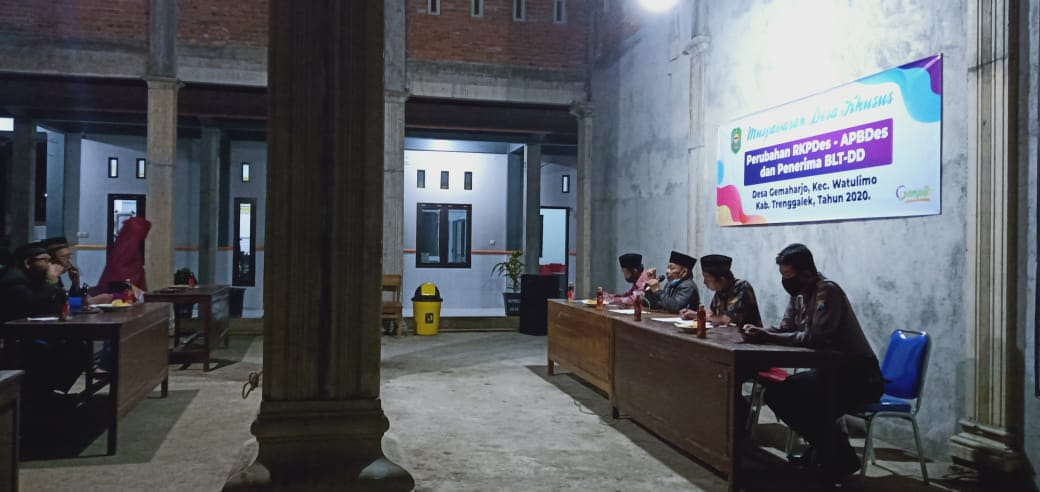 Musyawarah Desa Khusus
Perubahan RKPDes - APBDes
dan Penerima BLT-DD
Desa Gemaharjo, Kec. Watulimo
Kab. Trenggalek, Tahun 2020.